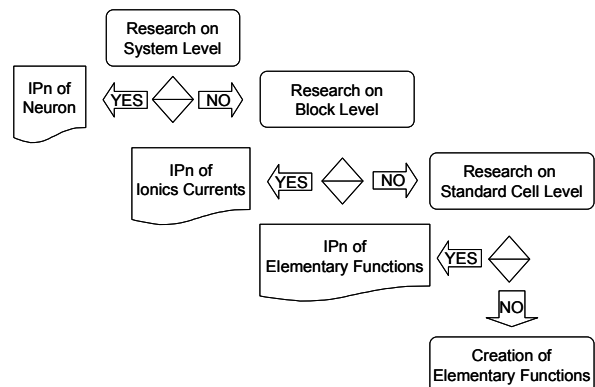 Research on
System Level
IPn of
Neuron
YES
NO
Research on
Block Level
IPn of
Ionics Currents
YES
NO
Research on
Standard Cell Level
IPn of
Elementary Functions
YES
NO
Creation of
Elementary Functions